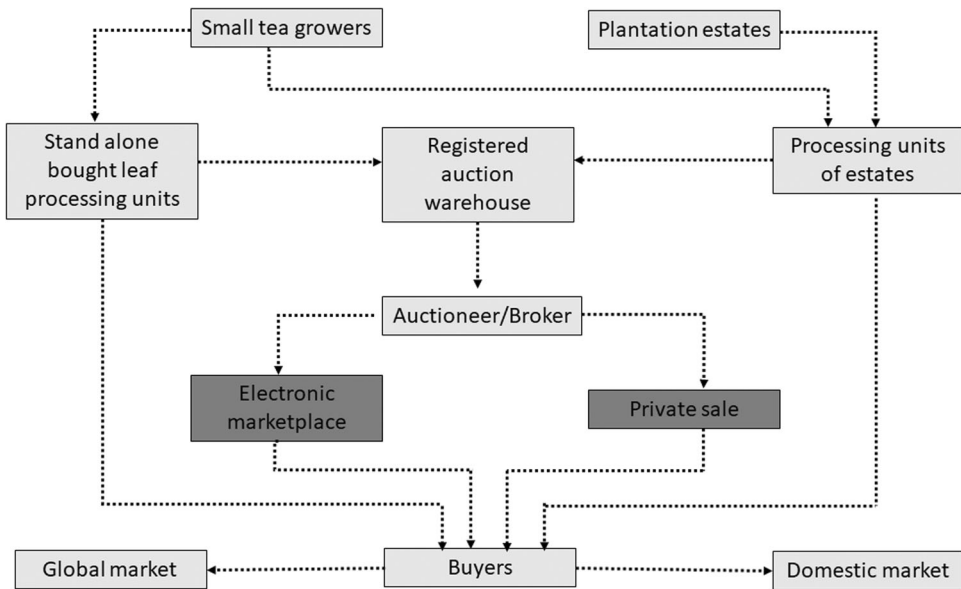 Small tea growers
Plantation estates
Stand alone
bought leaf
processing units
Registered
auction
warehouse
Processing units
of estates
Auctioneer/Broker
Electronic
marketplace
Private sale
Global market
Buyers
Domestic market